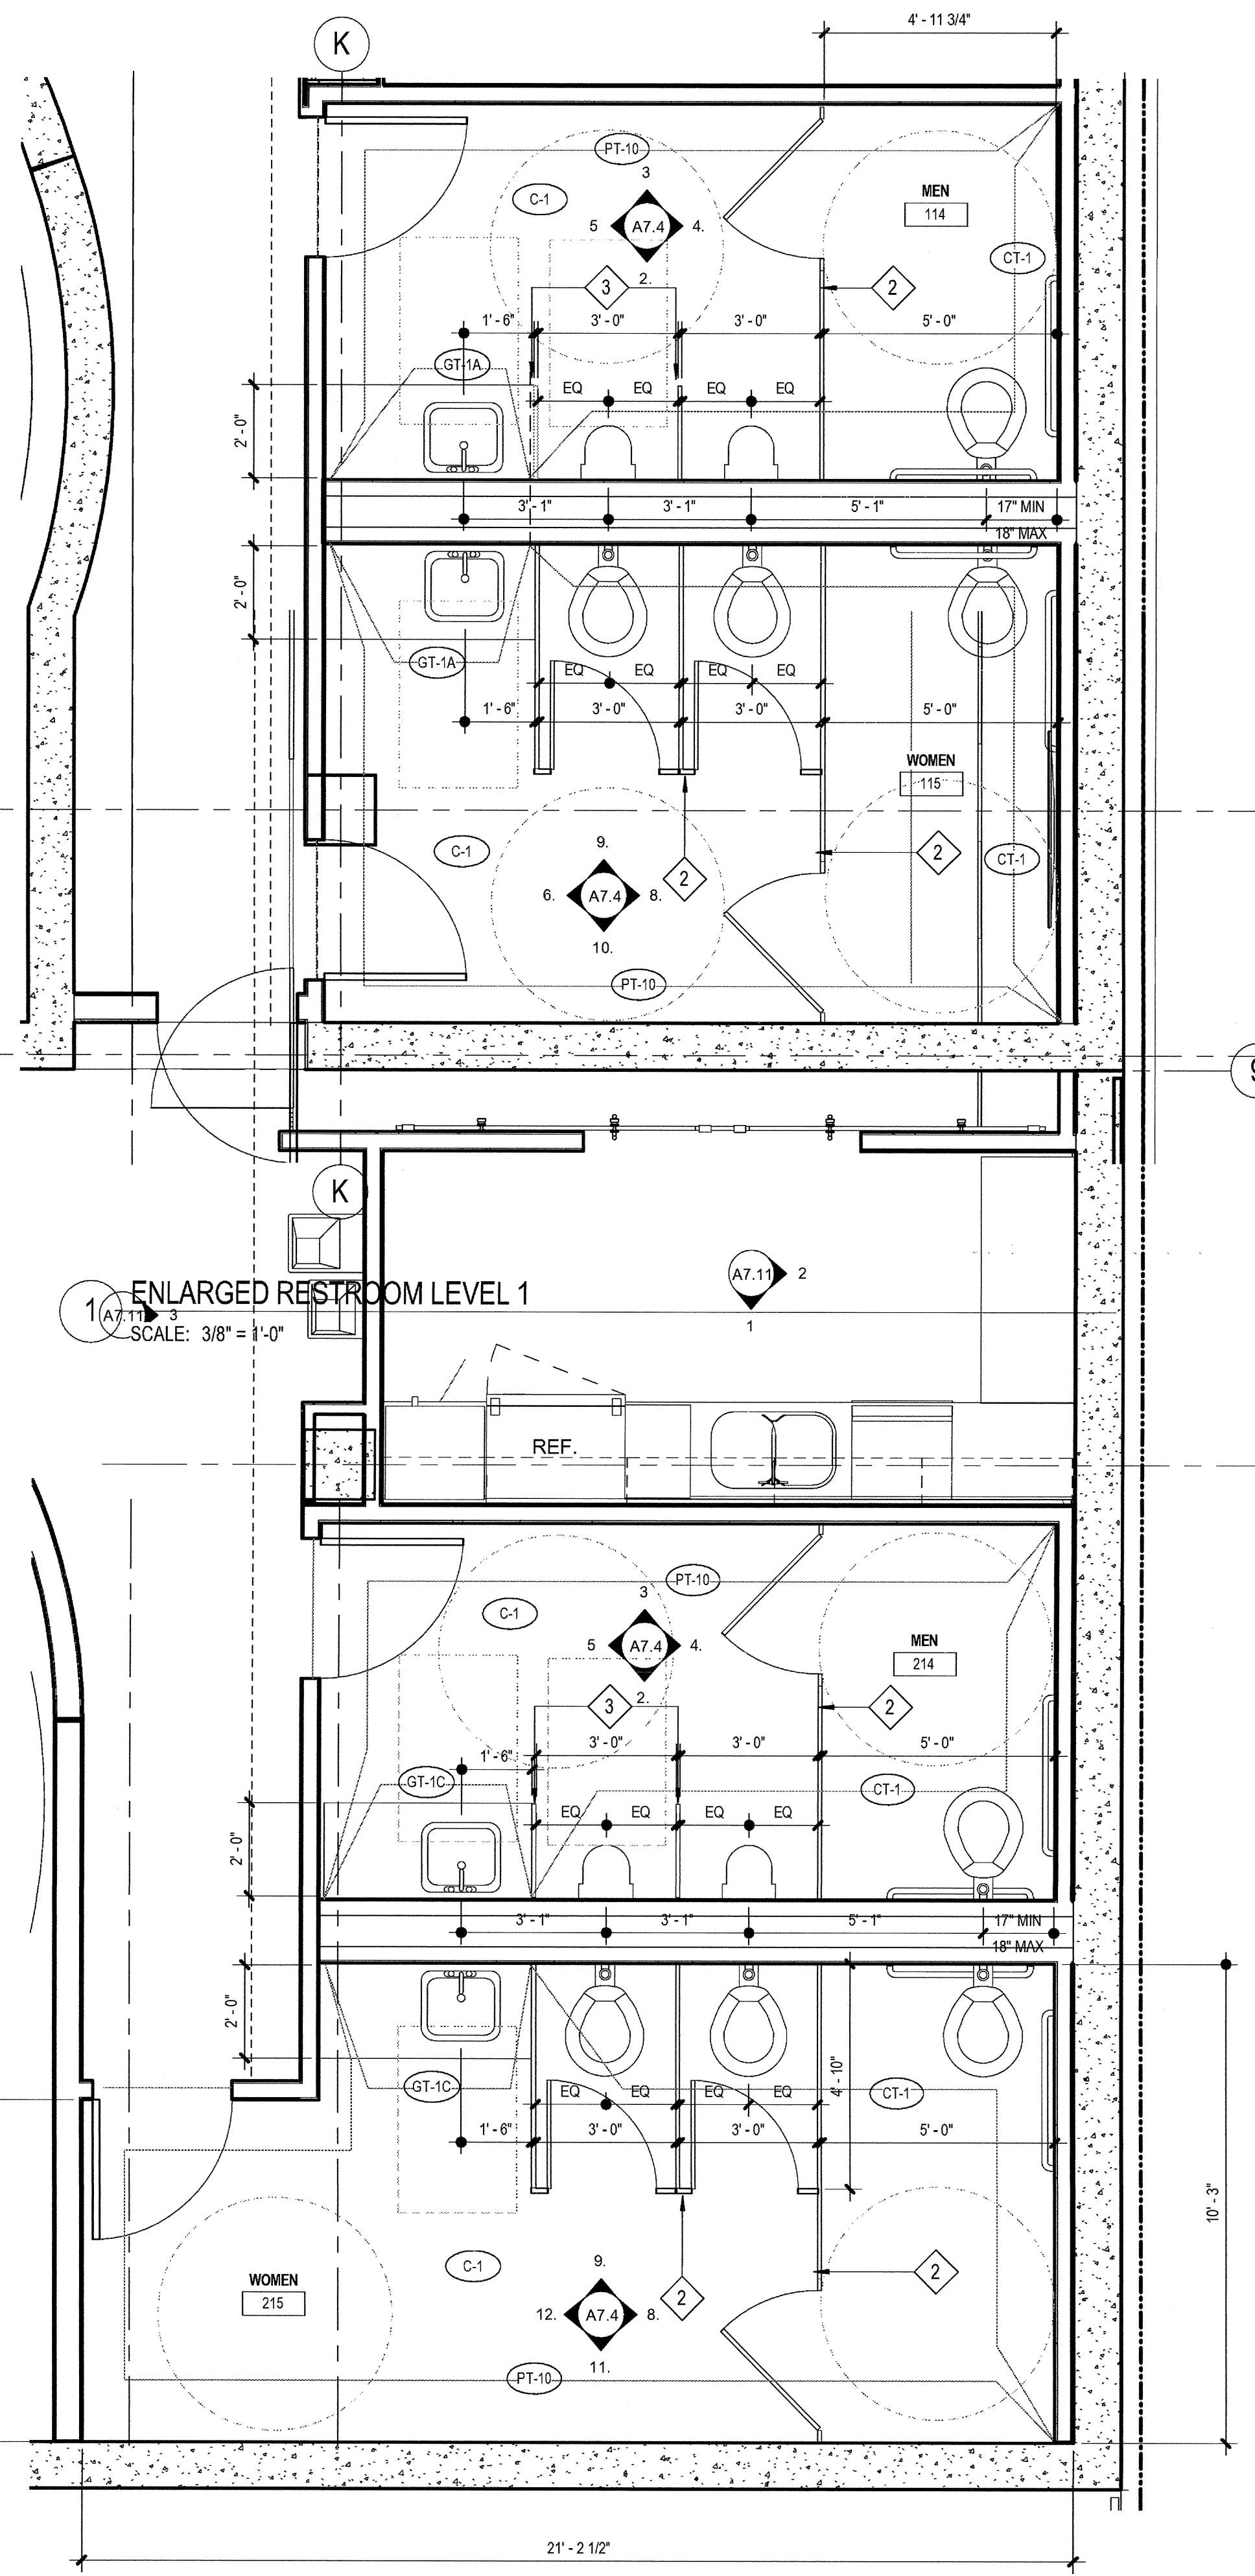 4' - 11 3/4"
K
PT-10
MEN
C-1
114
3
5 A7.4 4.
CT-1
3 2. 2
1' - 6" 3' - 0" 3' - 0" 5' - 0"
GT-1A
EQ EQ EQ EQ
2' - 0"
3' - 1" 3' - 1" 5' - 1" 17" MIN
18" MAX
2' - 0"
GT-1A
EQ EQ EQ EQ
1' - 6" 3' - 0" 3' - 0" 5' - 0"
WOMEN
115
C-1
9. 2 2 CT-1
6. A7.4 8.
10.
PT-10
K
A7.11 2
1
ENLARGED RESTROOM LEVEL 1
1 A7.11 3
SCALE: 3/8" = 1'-0"
REF.
PT-10
3
C-1
MEN
214
5 A7.4 4.
3 2. 2
3' - 0" 3' - 0" 5' - 0"
1' - 6"
GT-1C CT-1
EQ EQ EQ EQ
2' - 0"
3' - 1" 3' - 1" 5' - 1" 17" MIN
18" MAX
2' - 0"
GT-1C
EQ EQ EQ EQ
4' - 10"
CT-1
1' - 6" 3' - 0" 3' - 0" 5' - 0"
10' - 3"
C-1
9.
WOMEN
215
2 2
12. A7.4 8.
11.
PT-10
21' - 2 1/2"